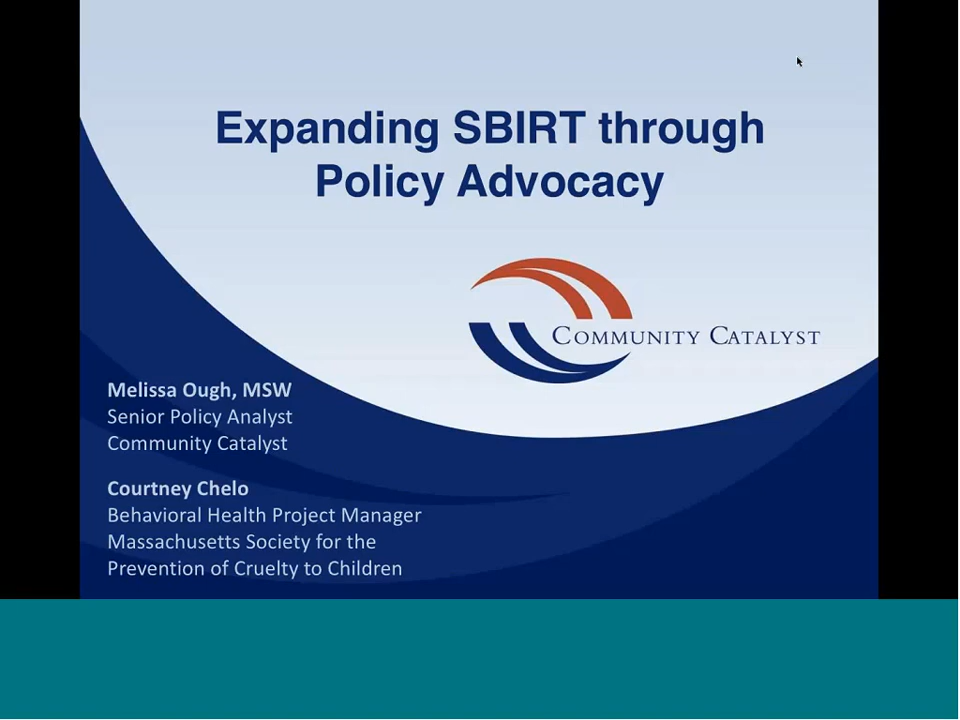 Expanding SBIRT through
Policy Advocacy
COMMUNITY CATALYST
Melissa Ough, MSW
Senior Policy Analyst
Community Catalyst
Courtney Chelo
Behavioral Health Project Manager
Massachusetts Society for the
Prevention of Cruelty to Children